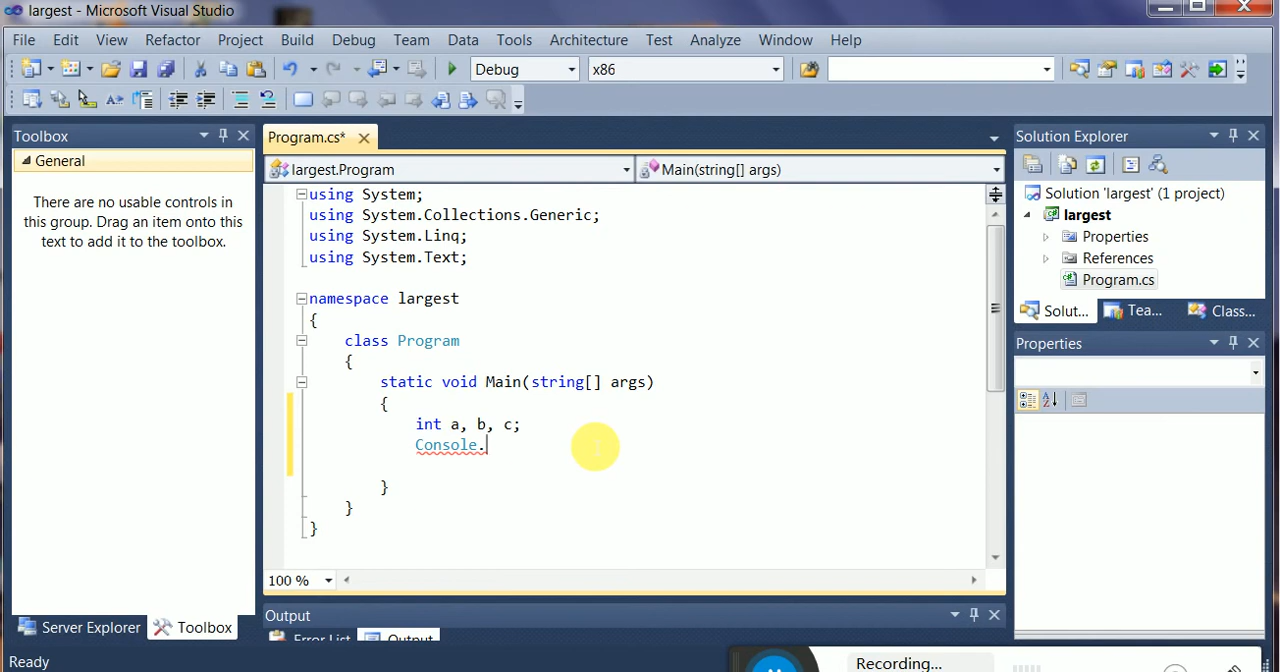 largest - Microsoft Visual Studio
File Edit View Refactor Project Build Debug Team Data Tools Architecture Test Analyze Window Help
Debug x86
Toolbox
General
There are no usable controls in
this group. Drag an item onto this
text to add it to the toolbox.
Server Explorer Toolbox
Program.cs*
largest.Program Main(string[] args)
using System;
using System.Collections.Generic;
using System.Linq;
using System.Text;
namespace largest
{
class Program
{
static void Main(string[] args)
{
int a, b, c;
Console.
}
}
}
100 %
Output
Error List Output
Solution Explorer
Solution 'largest' (1 project)
largest
Properties
References
Program.cs
Solut... Tea... Class...
Properties
Ready
Recording...